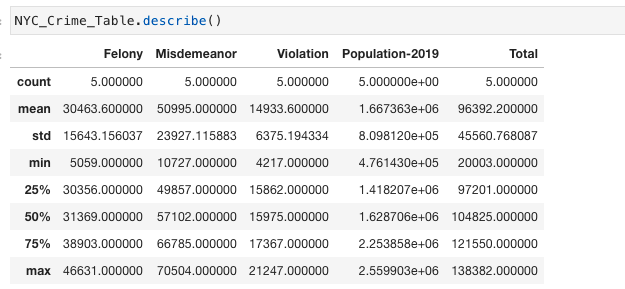 NYC_Crime_Table.describe()
Felony Misdemeanor Violation Population-2019 Total
count 5.000000 5.000000 5.000000 5.000000e+00 5.000000
mean 30463.600000 50995.000000 14933.600000 1.667363e+06 96392.200000
std 15643.156037 23927.115883 6375.194334 8.098120e+05 45560.768087
min 5059.000000 10727.000000 4217.000000 4.761430e+05 20003.000000
25% 30356.000000 49857.000000 15862.000000 1.418207e+06 97201.000000
50% 31369.000000 57102.000000 15975.000000 1.628706e+06 104825.000000
75% 38903.000000 66785.000000 17367.000000 2.253858e+06 121550.000000
max 46631.000000 70504.000000 21247.000000 2.559903e+06 138382.000000